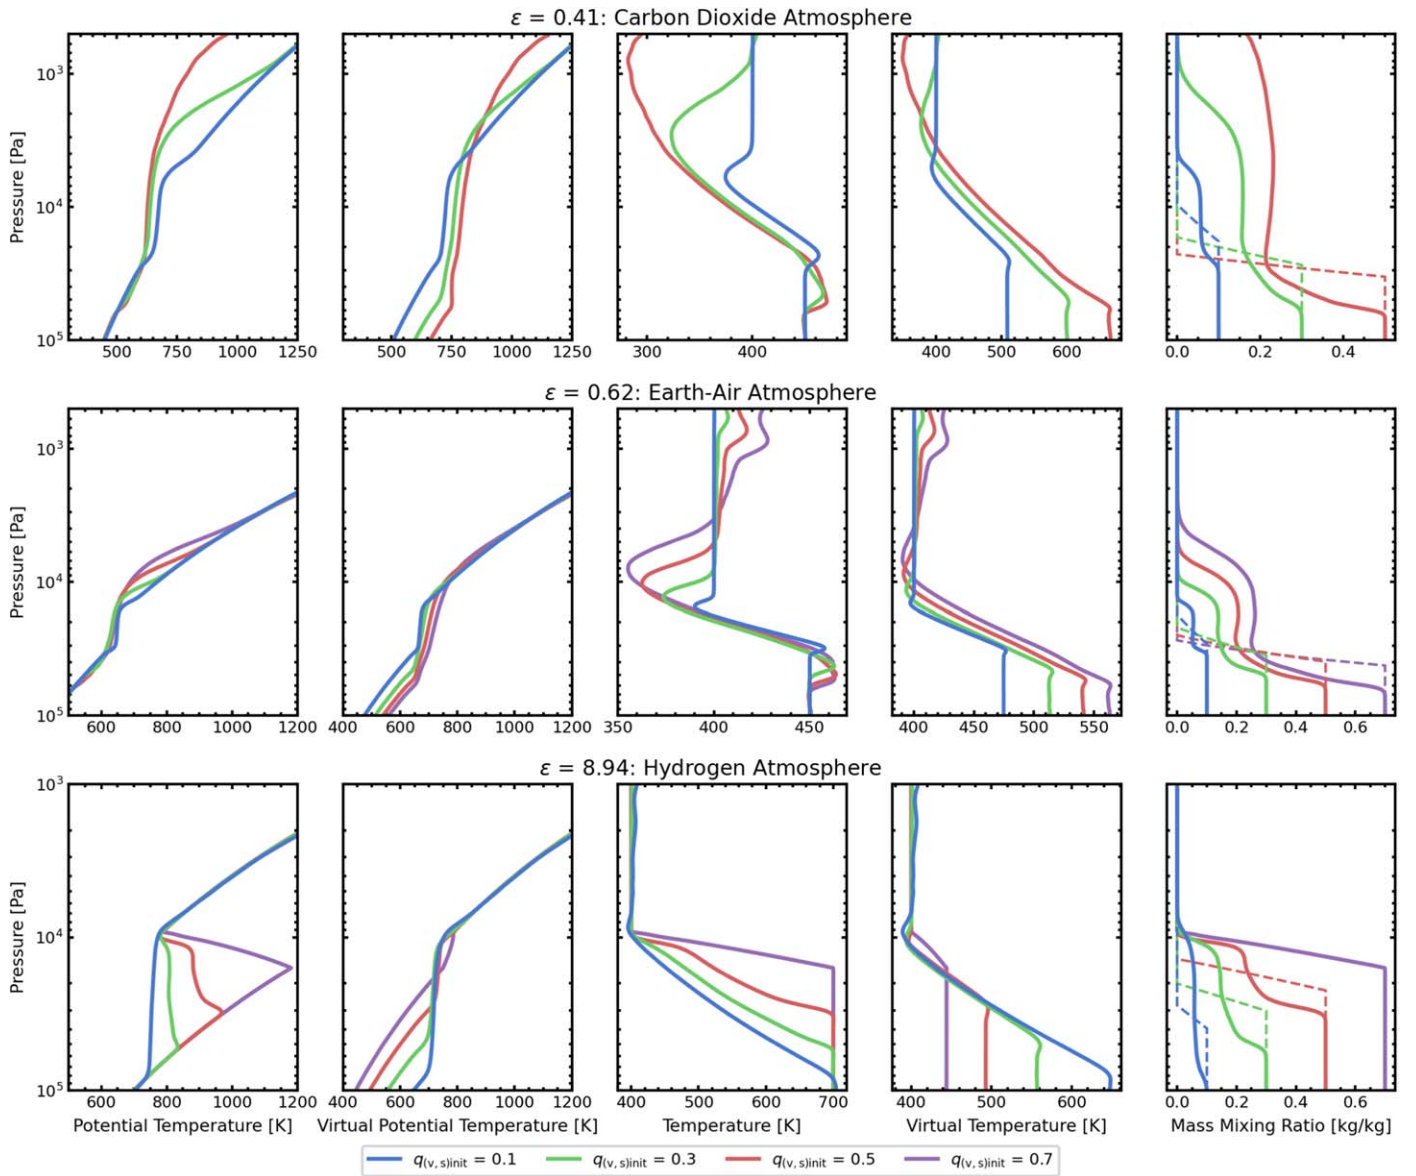 ε = 0.41: Carbon Dioxide Atmosphere
Pressure [Pa]
10³
10⁴
10⁵
500 750 1000 1250
500 750 1000 1250
300 400
400 600
0.0 0.2 0.4
ε = 0.62: Earth-Air Atmosphere
Pressure [Pa]
10³
10⁴
10⁵
600 800 1000 1200
400 600 800 1000 1200
350 400 450
400 450 500 550
0.0 0.2 0.4 0.6
ε = 8.94: Hydrogen Atmosphere
Pressure [Pa]
10³
10⁴
10⁵
600 800 1000 1200
400 600 800 1000 1200
400 500 600 700
400 500 600
0.0 0.2 0.4 0.6
Potential Temperature [K] Virtual Potential Temperature [K] Temperature [K] Virtual Temperature [K] Mass Mixing Ratio [kg/kg]
q(v, s)init = 0.1 q(v, s)init = 0.3 q(v, s)init = 0.5 q(v, s)init = 0.7